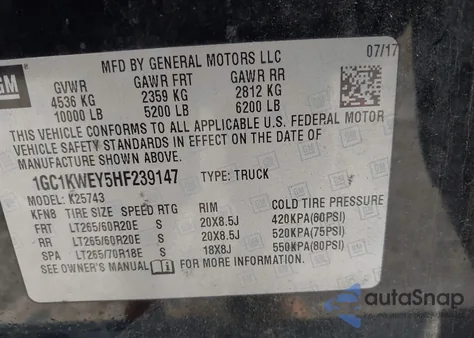 GM
MFD BY GENERAL MOTORS LLC 07/17
GVWR GAWR FRT GAWR RR
4536 KG 2359 KG 2812 KG
10000 LB 5200 LB 6200 LB
THIS VEHICLE CONFORMS TO ALL APPLICABLE U.S. FEDERAL MOTOR
VEHICLE SAFETY STANDARDS IN EFFECT ON THE DATE OF
MANUFACTURE SHOWN ABOVE.
1GC1KWEY5HF239147 TYPE: TRUCK
MODEL: K25743
KFNB TIRE SIZE SPEED RTG RIM COLD TIRE PRESSURE
FRT LT265/60R20E S 20X8.5J 420KPA(60PSI)
RR LT265/60R20E S 20X8.5J 520KPA(75PSI)
SPA LT265/70R18E S 18X8J 550KPA(80PSI)
SEE OWNER'S MANUAL FOR ADDITIONAL INFORMATION.
autaSnap